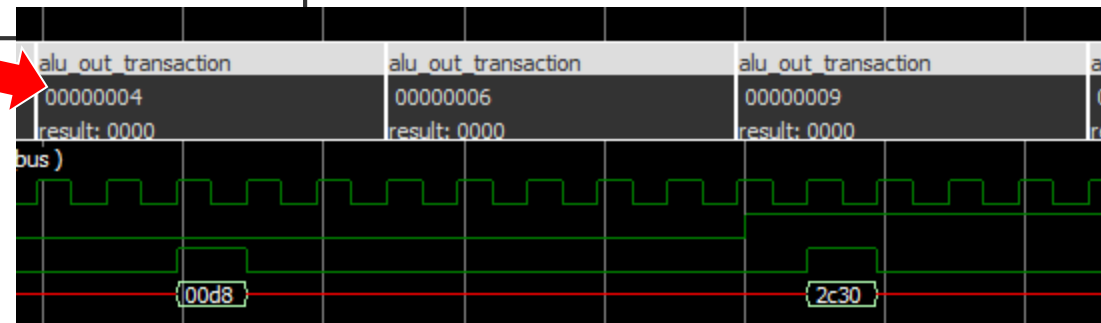 alu_out_transaction alu_out_transaction alu_out_transaction a
00000004 00000006 00000009
result: 0000 result: 0000 result: 0000
bus )
00d8 2c30